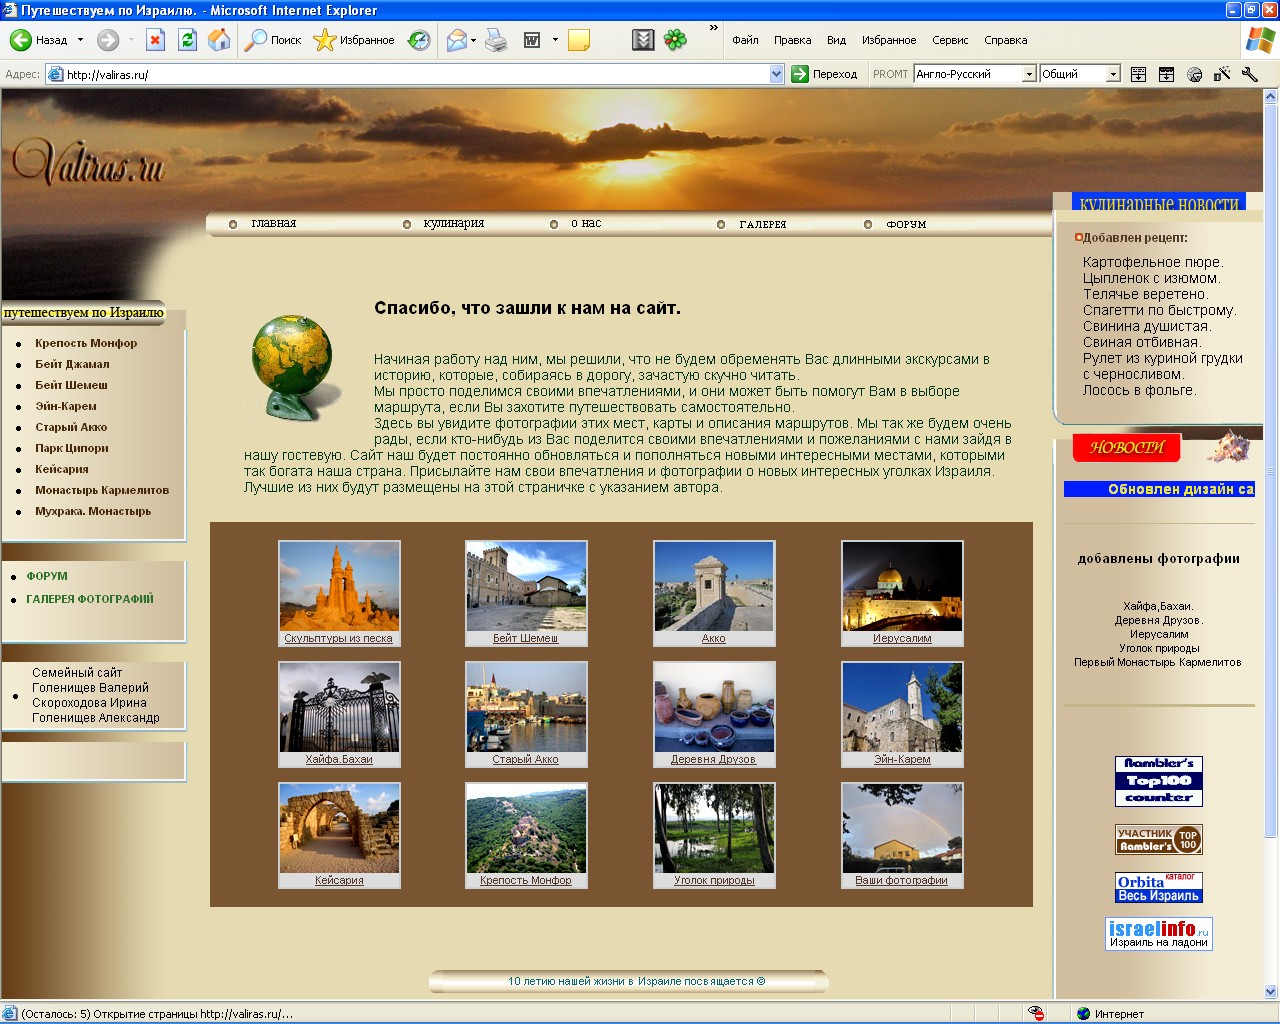 Путешествуем по Израилю. - Microsoft Internet Explorer
Назад
Поиск
Избранное
»
Файл
Правка
Вид
Избранное
Сервис
Справка
Адрес:
http://valiras.ru/
Переход
PROMT
Англо-Русский
Общий
Valiras.ru
главная
кулинария
о нас
ГАЛЕРЕЯ
ФОРУМ
путешествуем по Израилю
Крепость Монфор
Бейт Джамал
Бейт Шемеш
Эйн-Карем
Старый Акко
Парк Ципори
Кейсария
Монастырь Кармелитов
Мухрака. Монастырь
ФОРУМ
ГАЛЕРЕЯ ФОТОГРАФИЙ
Семейный сайт
Голенищев Валерий
Скороходова Ирина
Голенищев Александр
Спасибо, что зашли к нам на сайт.
Начиная работу над ним, мы решили, что не будем обременять Вас длинными экскурсами в
историю, которые, собираясь в дорогу, зачастую скучно читать.
Мы просто поделимся своими впечатлениями, и они может быть помогут Вам в выборе
маршрута, если Вы захотите путешествовать самостоятельно.
Здесь вы увидите фотографии этих мест, карты и описания маршрутов. Мы так же будем очень
рады, если кто-нибудь из Вас поделится своими впечатлениями и пожеланиями с нами зайдя в
нашу гостевую. Сайт наш будет постоянно обновляться и пополняться новыми интересными местами, которыми
так богата наша страна. Присылайте нам свои впечатления и фотографии о новых интересных уголках Израиля.
Лучшие из них будут размещены на этой страничке с указанием автора.
Скульптуры из песка
Бейт Шемеш
Акко
Иерусалим
Хайфа.Бахаи
Старый Акко
Деревня Друзов
Эйн-Карем
Кейсария
Крепость Монфор
Уголок природы
Ваши фотографии
10 летию нашей жизни в Израиле посвящается ©
кулинарные новости
Добавлен рецепт:
Картофельное пюре.
Цыпленок с изюмом.
Телячье веретено.
Спагетти по быстрому.
Свинина душистая.
Свиная отбивная.
Рулет из куриной грудки
с черносливом.
Лосось в фольге.
НОВОСТИ
Обновлен дизайн са
добавлены фотографии
Хайфа,Бахаи.
Деревня Друзов.
Иерусалим
Уголок природы
Первый Монастырь Кармелитов
Rambler's
Top100
counter
УЧАСТНИК
Rambler's
TOP
100
Orbita
каталог
Весь Израиль
israelinfo.ru
Израиль на ладони
(Осталось: 5) Открытие страницы http://valiras.ru/...
Интернет